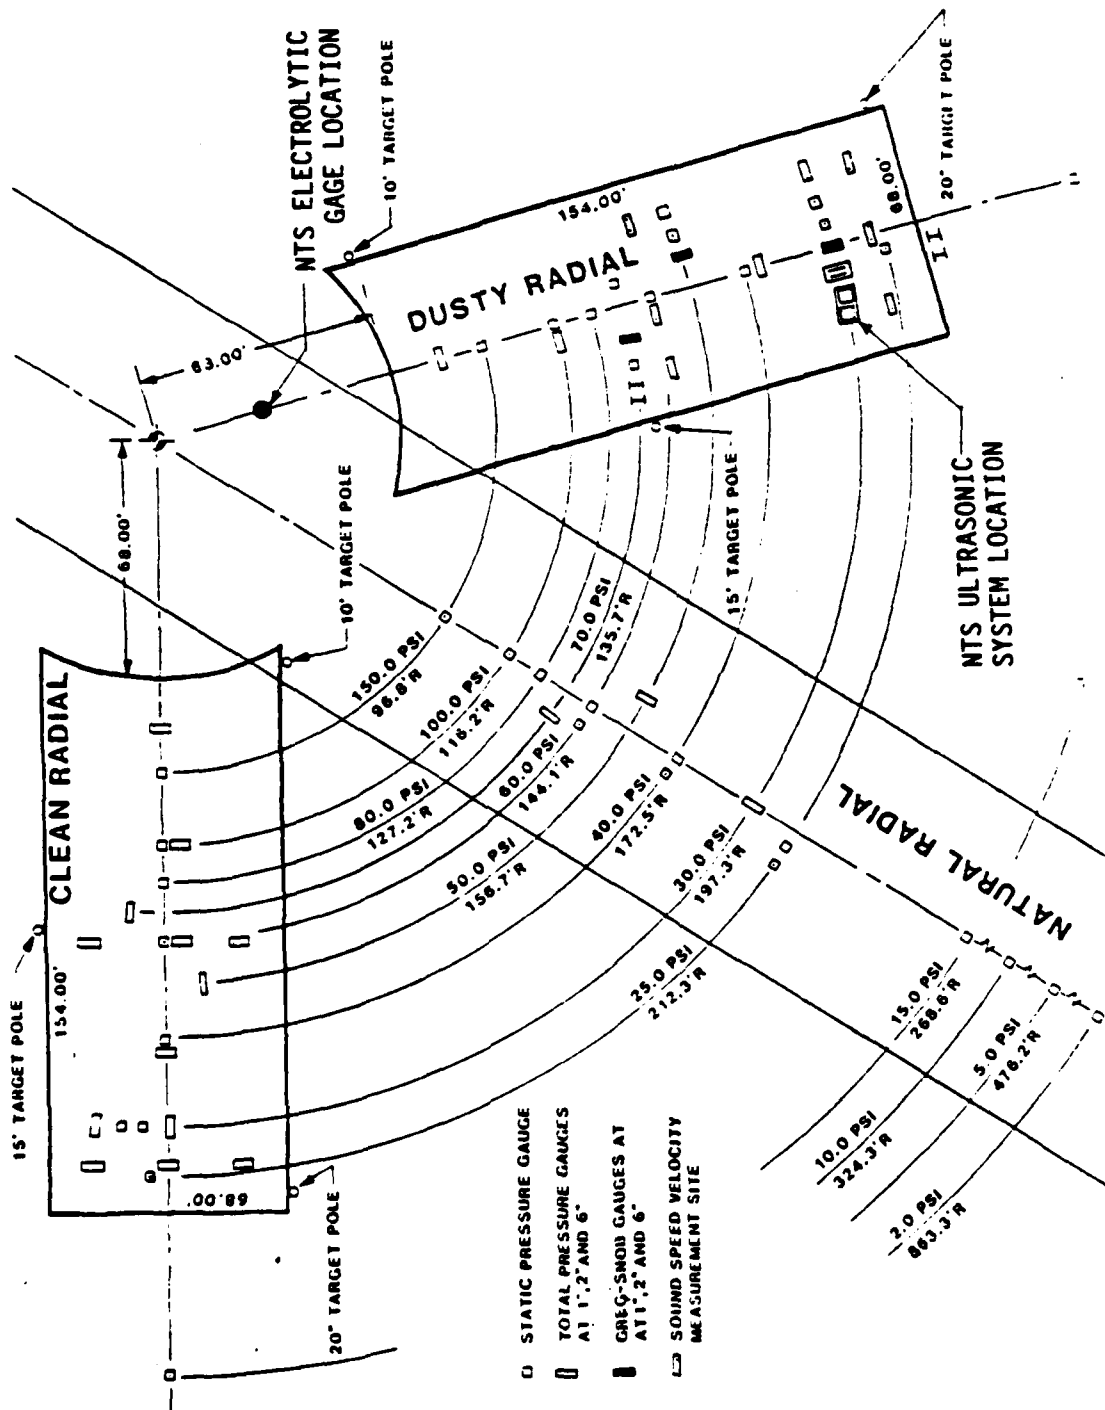 NTS ELECTROLYTIC
GAGE LOCATION
10' TARGET POLE
20" TARGET POLE
63.00'
154.00'
DUSTY RADIAL
68.00'
NTS ULTRASONIC
SYSTEM LOCATION
15' TARGET POLE
68.00'
10' TARGET POLE
CLEAN RADIAL
15' TARGET POLE
154.00'
68.00'
20" TARGET POLE
150.0 PSI
96.8'R
100.0 PSI
116.2'R
80.0 PSI
127.2'R
70.0 PSI
135.7'R
60.0 PSI
144.1'R
50.0 PSI
156.7'R
40.0 PSI
172.5'R
30.0 PSI
197.3'R
25.0 PSI
212.3'R
15.0 PSI
268.6'R
10.0 PSI
324.3'R
5.0 PSI
476.2'R
2.0 PSI
863.3'R
NATURAL RADIAL
STATIC PRESSURE GAUGE
TOTAL PRESSURE GAUGES
AT 1",2" AND 6"
GREG-SNOB GAUGES AT
AT 1",2" AND 6"
SOUND SPEED VELOCITY
MEASUREMENT SITE